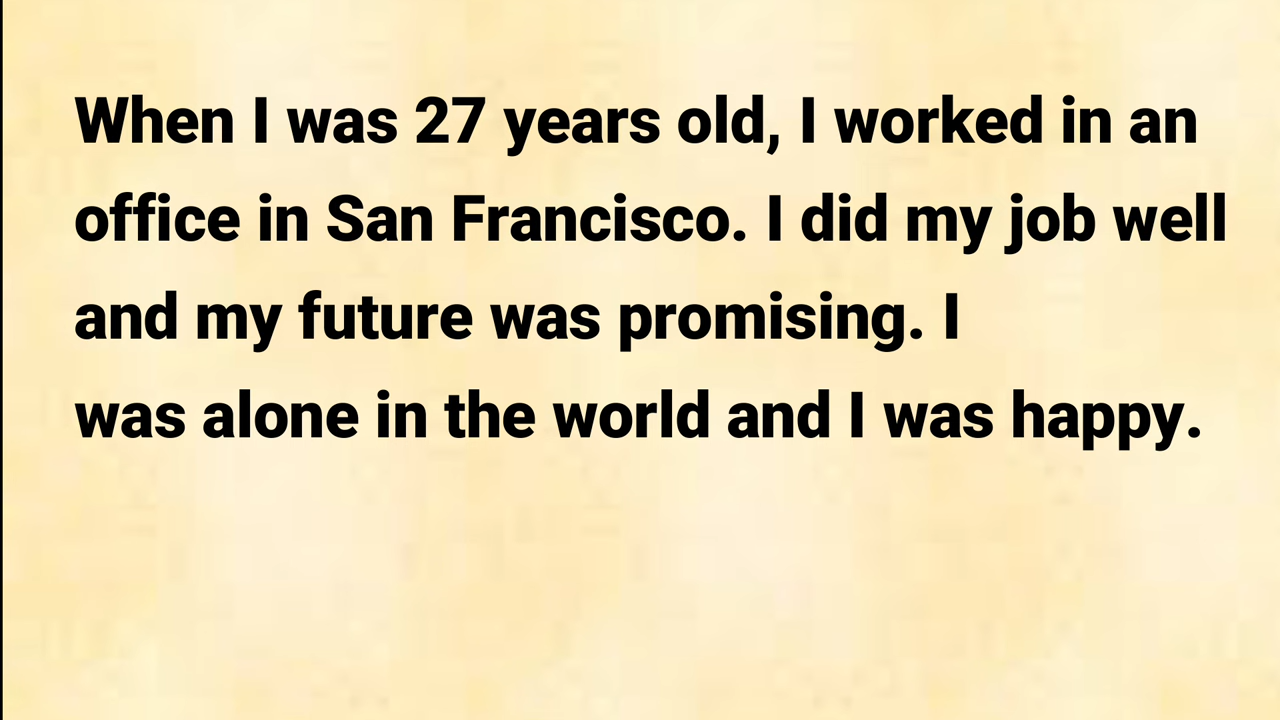 When I was 27 years old, I worked in an
office in San Francisco. I did my job well
and my future was promising. I
was alone in the world and I was happy.